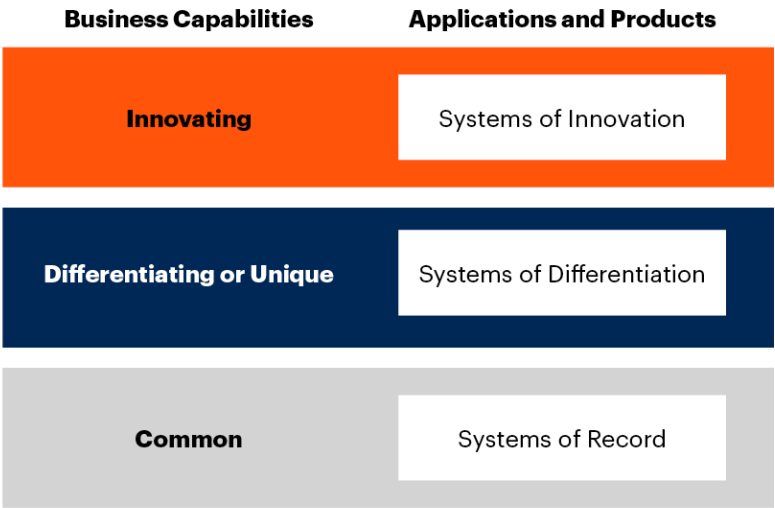 Business Capabilities
Applications and Products
Innovating
Systems of Innovation
Differentiating or Unique
Systems of Differentiation
Common
Systems of Record